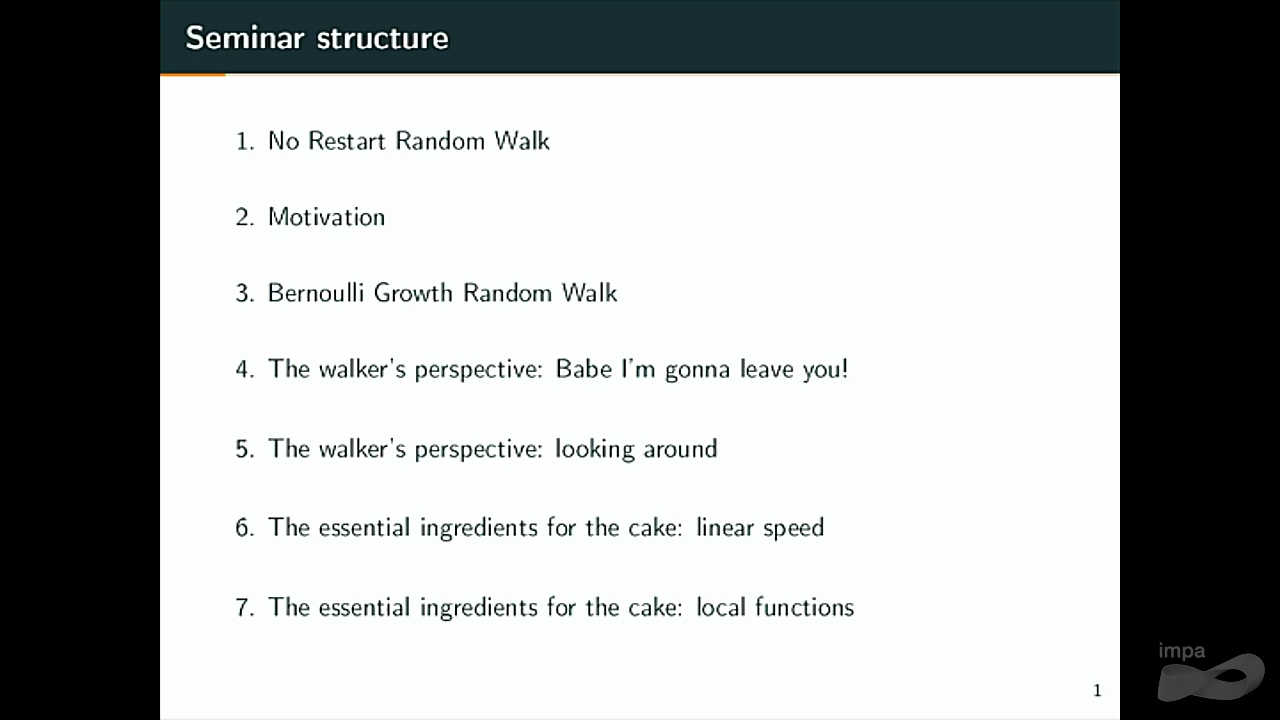 Seminar structure
1. No Restart Random Walk
2. Motivation
3. Bernoulli Growth Random Walk
4. The walker's perspective: Babe I'm gonna leave you!
5. The walker's perspective: looking around
6. The essential ingredients for the cake: linear speed
7. The essential ingredients for the cake: local functions
impa
1